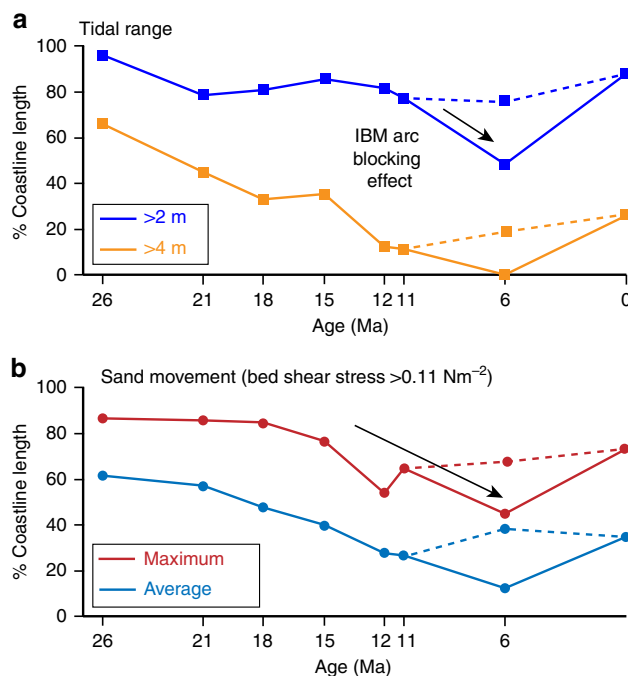 a
Tidal range
100
80
60
40
20
0
% Coastline length
IBM arc
blocking
effect
>2 m
>4 m
26 21 18 15 12 11 6 0
Age (Ma)
b
Sand movement (bed shear stress >0.11 Nm⁻²)
100
80
60
40
20
0
% Coastline length
Maximum
Average
26 21 18 15 12 11 6
Age (Ma)